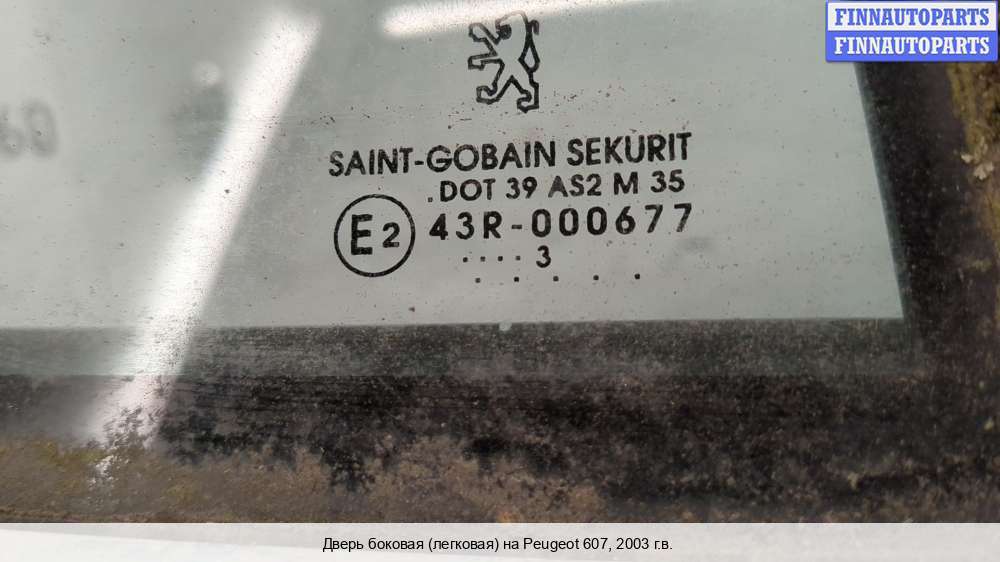 FINNAUTOPARTS
FINNAUTOPARTS
SAINT-GOBAIN SEKURIT
.DOT 39 AS2 M 35
E2 43R-000677
.... 3
. . . . .
Дверь боковая (легковая) на Peugeot 607, 2003 г.в.